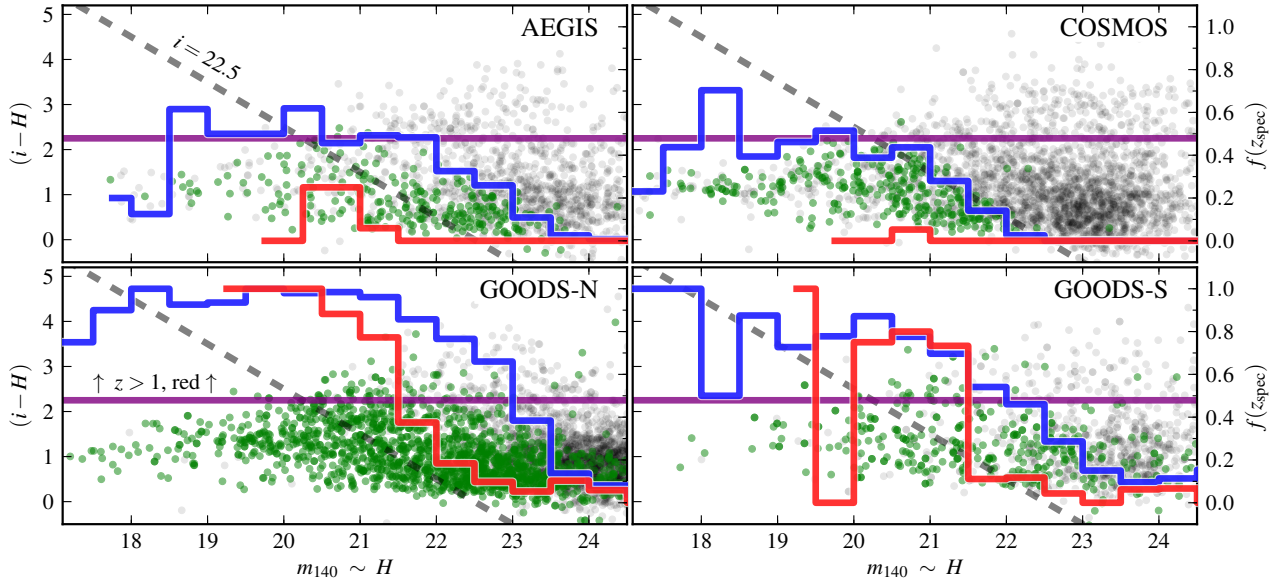 AEGIS
COSMOS
i = 22.5
5
4
3
2
1
0
(i − H)
1.0
0.8
0.6
0.4
0.2
0.0
f(z_spec)
GOODS-N
GOODS-S
↑ z > 1, red ↑
5
4
3
2
1
0
(i − H)
1.0
0.8
0.6
0.4
0.2
0.0
f(z_spec)
18 19 20 21 22 23 24
18 19 20 21 22 23 24
m₁₄₀ ∼ H
m₁₄₀ ∼ H